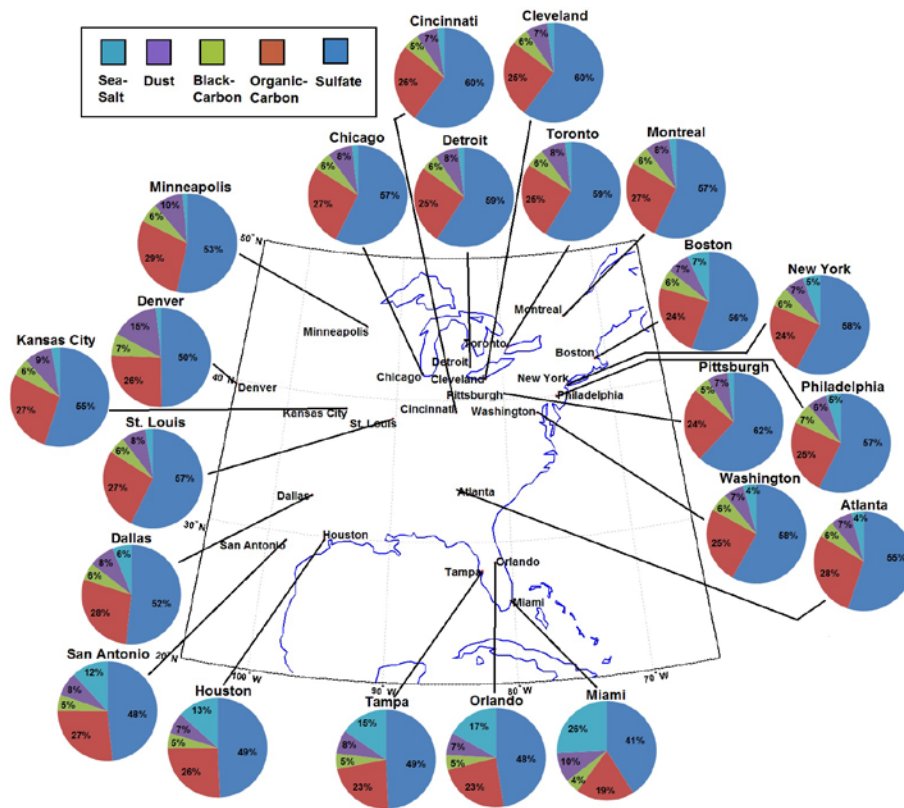 Sea-Salt
Dust
Black-Carbon
Organic-Carbon
Sulfate
Cincinnati
7%
5%
26%
60%
Cleveland
7%
6%
25%
60%
Chicago
8%
6%
27%
57%
Detroit
8%
6%
25%
59%
Toronto
8%
6%
25%
59%
Montreal
8%
6%
27%
57%
Minneapolis
10%
6%
29%
53%
Boston
7%
7%
6%
24%
56%
New York
5%
7%
6%
24%
58%
Denver
15%
7%
26%
50%
Kansas City
9%
6%
27%
55%
Pittsburgh
7%
5%
24%
62%
Philadelphia
5%
6%
7%
25%
57%
St. Louis
8%
6%
27%
57%
Washington
4%
7%
6%
25%
58%
Atlanta
4%
7%
6%
28%
55%
Dallas
6%
8%
6%
28%
52%
San Antonio
12%
8%
5%
27%
48%
Houston
13%
7%
5%
26%
49%
Tampa
15%
8%
5%
23%
49%
Orlando
17%
7%
5%
23%
48%
Miami
26%
10%
4%
19%
41%
50°N
40°N
30°N
20°N
100°W
90°W
80°W
70°W
Minneapolis
Montreal
Toronto
Boston
Detroit
Chicago
Cleveland
New York
Denver
Pittsburgh
Philadelphia
Kansas City
Cincinnati
Washington
St. Louis
Dallas
Atlanta
San Antonio
Houston
Orlando
Tampa
Miami